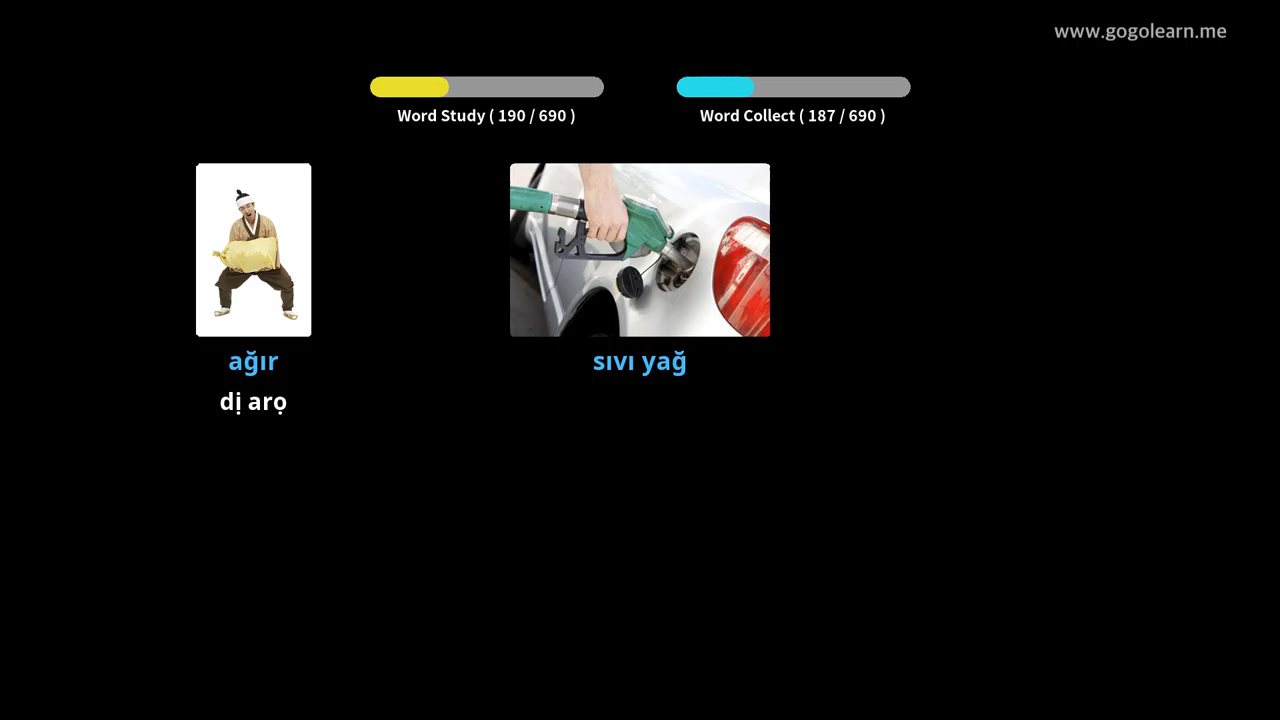 www.gogolearn.me
Word Study ( 190 / 690 )
Word Collect ( 187 / 690 )
ağır
sıvı yağ
dị arọ